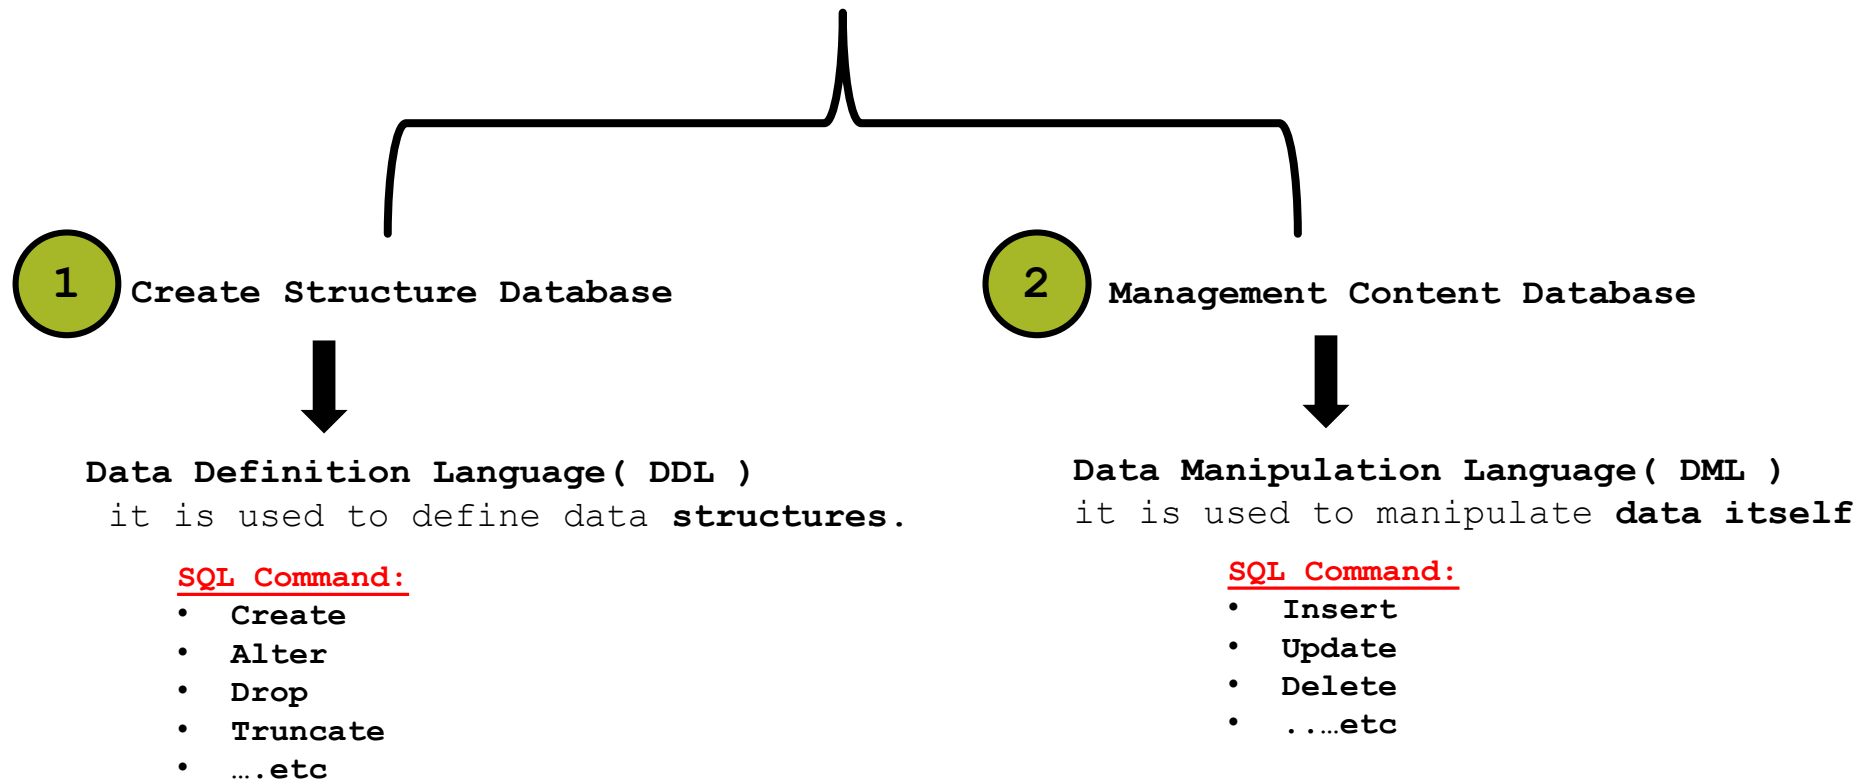 1
Create Structure Database
Data Definition Language( DDL )
it is used to define data structures.
SQL Command:
• Create
• Alter
• Drop
• Truncate
• ….etc
2
Management Content Database
Data Manipulation Language( DML )
it is used to manipulate data itself
SQL Command:
• Insert
• Update
• Delete
• ..…etc